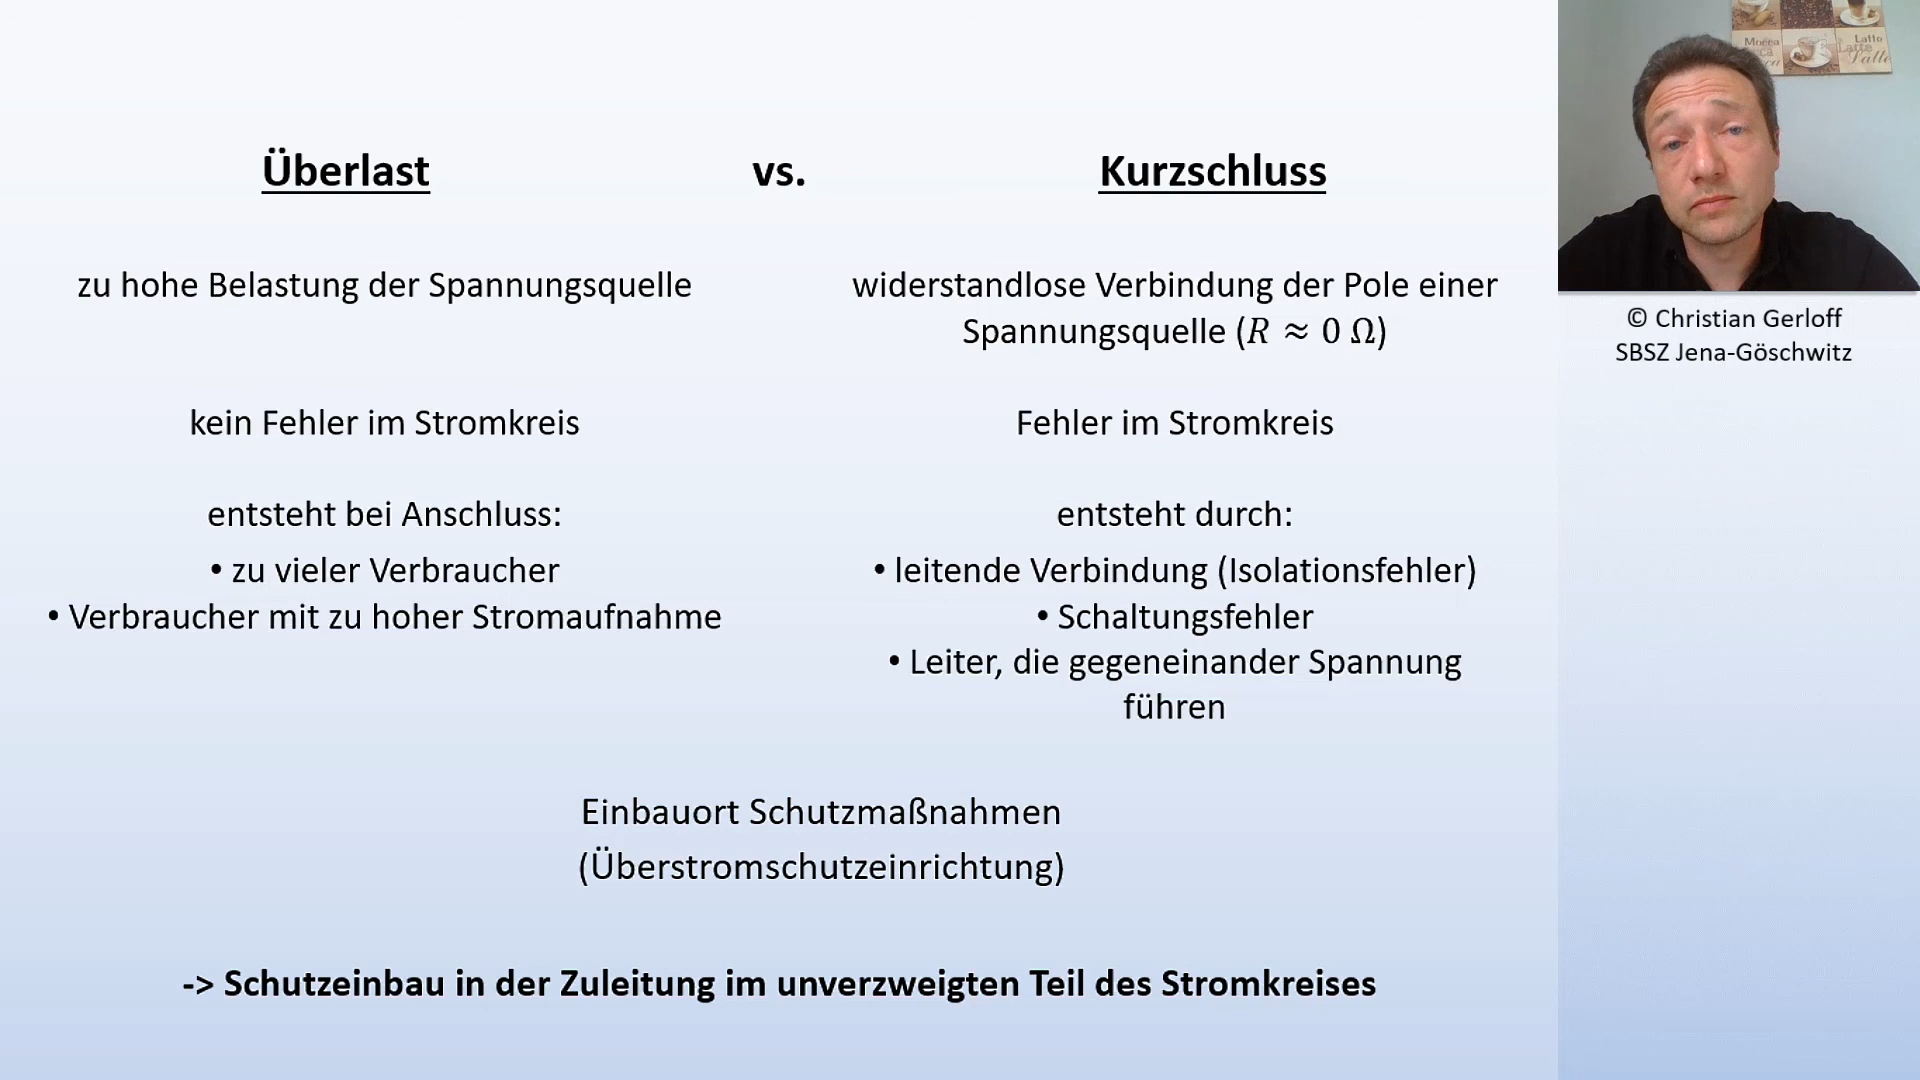 Überlast vs. Kurzschluss
zu hohe Belastung der Spannungsquelle
widerstandlose Verbindung der Pole einer
Spannungsquelle (R ≈ 0 Ω)
kein Fehler im Stromkreis
Fehler im Stromkreis
entsteht bei Anschluss:
• zu vieler Verbraucher
• Verbraucher mit zu hoher Stromaufnahme
entsteht durch:
• leitende Verbindung (Isolationsfehler)
• Schaltungsfehler
• Leiter, die gegeneinander Spannung
führen
Einbauort Schutzmaßnahmen
(Überstromschutzeinrichtung)
-> Schutzeinbau in der Zuleitung im unverzweigten Teil des Stromkreises
Mocca
Latte
Latte
© Christian Gerloff
SBSZ Jena-Göschwitz